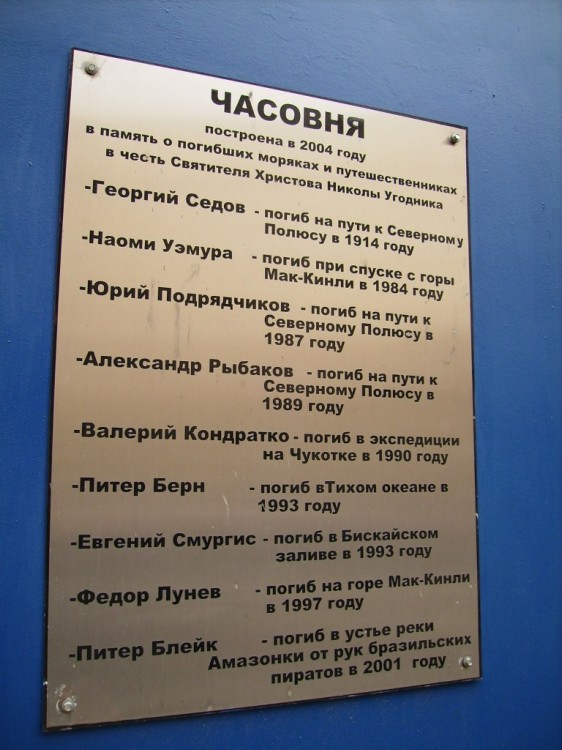 ЧАСОВНЯ
построена в 2004 году
в память о погибших моряках и путешественниках
в честь Святителя Христова Николы Угодника
-Георгий Седов - погиб на пути к Северному
Полюсу в 1914 году
-Наоми Уэмура - погиб при спуске с горы
Мак-Кинли в 1984 году
-Юрий Подрядчиков - погиб на пути к
Северному Полюсу в
1987 году
-Александр Рыбаков - погиб на пути к
Северному Полюсу в
1989 году
-Валерий Кондратко - погиб в экспедиции
на Чукотке в 1990 году
-Питер Берн - погиб вТихом океане в
1993 году
-Евгений Смургис - погиб в Бискайском
заливе в 1993 году
-Федор Лунев - погиб на горе Мак-Кинли
в 1997 году
-Питер Блейк - погиб в устье реки
Амазонки от рук бразильских
пиратов в 2001 году